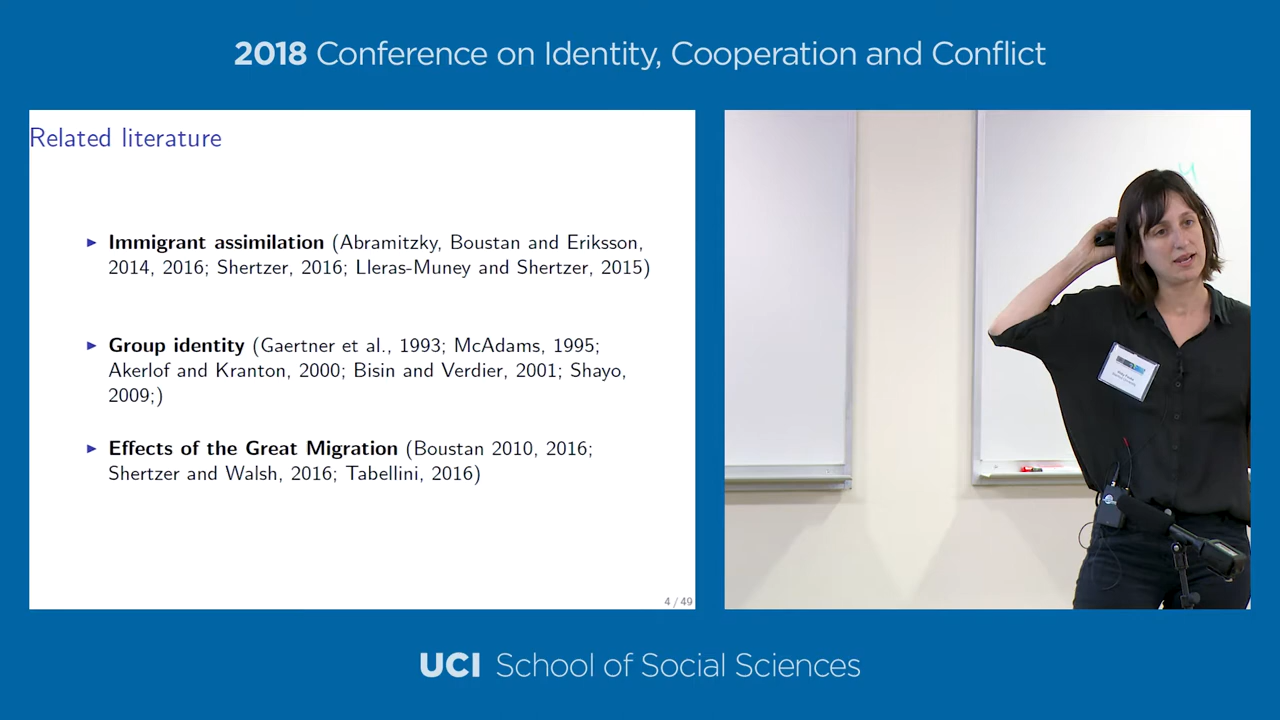 2018 Conference on Identity, Cooperation and Conflict
Related literature
▶ Immigrant assimilation (Abramitzky, Boustan and Eriksson,
2014, 2016; Shertzer, 2016; Lleras-Muney and Shertzer, 2015)
▶ Group identity (Gaertner et al., 1993; McAdams, 1995;
Akerlof and Kranton, 2000; Bisin and Verdier, 2001; Shayo,
2009;)
▶ Effects of the Great Migration (Boustan 2010, 2016;
Shertzer and Walsh, 2016; Tabellini, 2016)
4 / 49
UCI School of Social Sciences